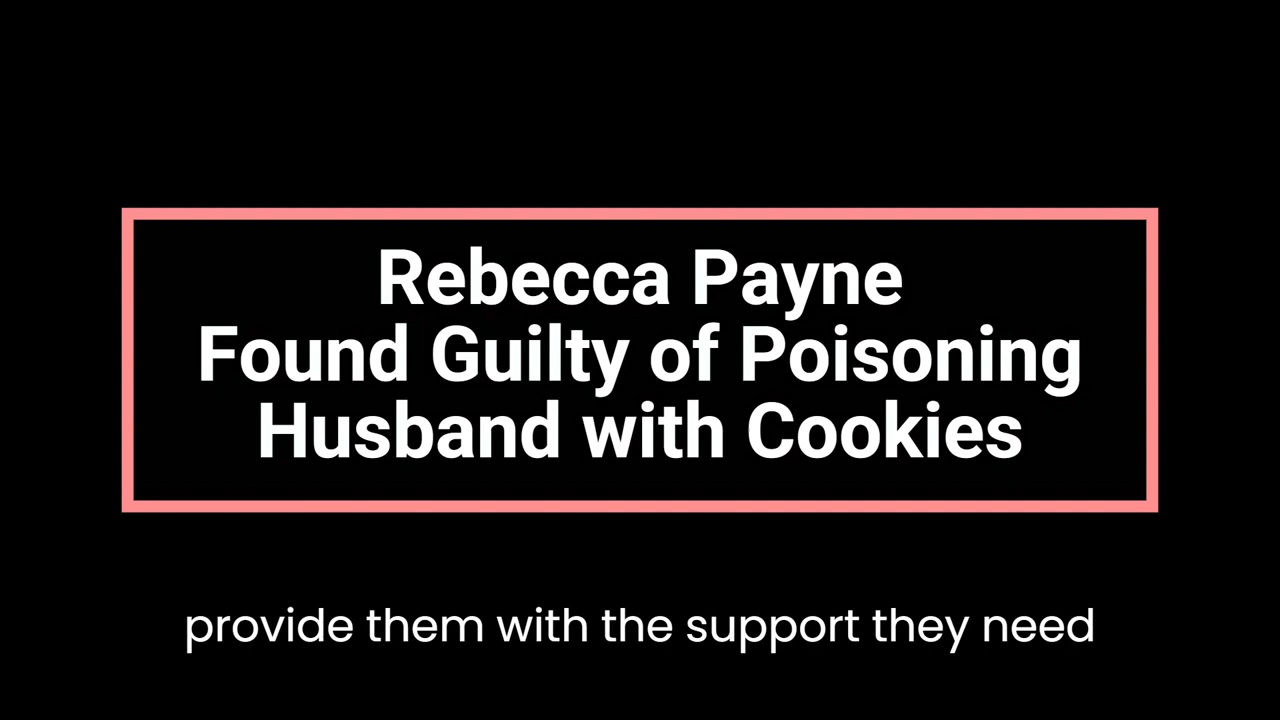 Rebecca Payne
Found Guilty of Poisoning
Husband with Cookies
provide them with the support they need